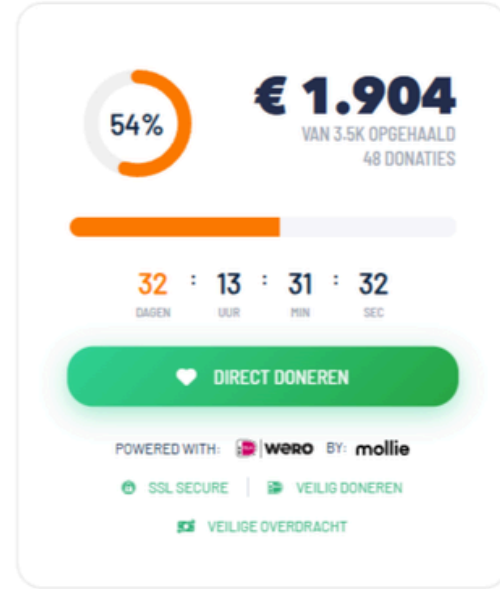 54%
€ 1.904
VAN 3.5K OPGEHAALD
48 DONATIES
32 : 13 : 31 : 32
DAGEN UUR MIN SEC
DIRECT DONEREN
POWERED WITH: wero BY: mollie
SSL SECURE VEILIG DONEREN
VEILIGE OVERDRACHT